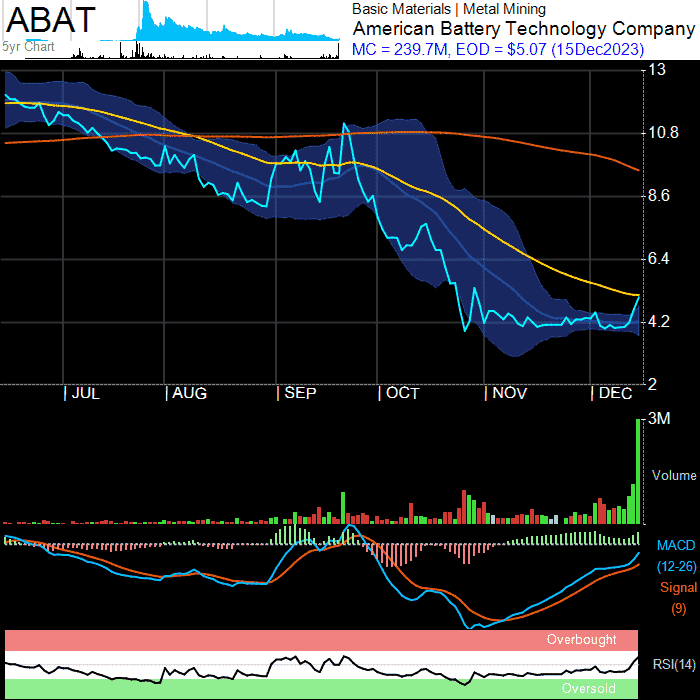 ABAT
5yr Chart
Basic Materials | Metal Mining
American Battery Technology Company
MC = 239.7M, EOD = $5.07 (15Dec2023)
13
10.8
8.6
6.4
4.2
2
| JUL | AUG | SEP | OCT | NOV | DEC
3M
Volume
MACD
(12-26)
Signal
(9)
Overbought
RSI(14)
Oversold